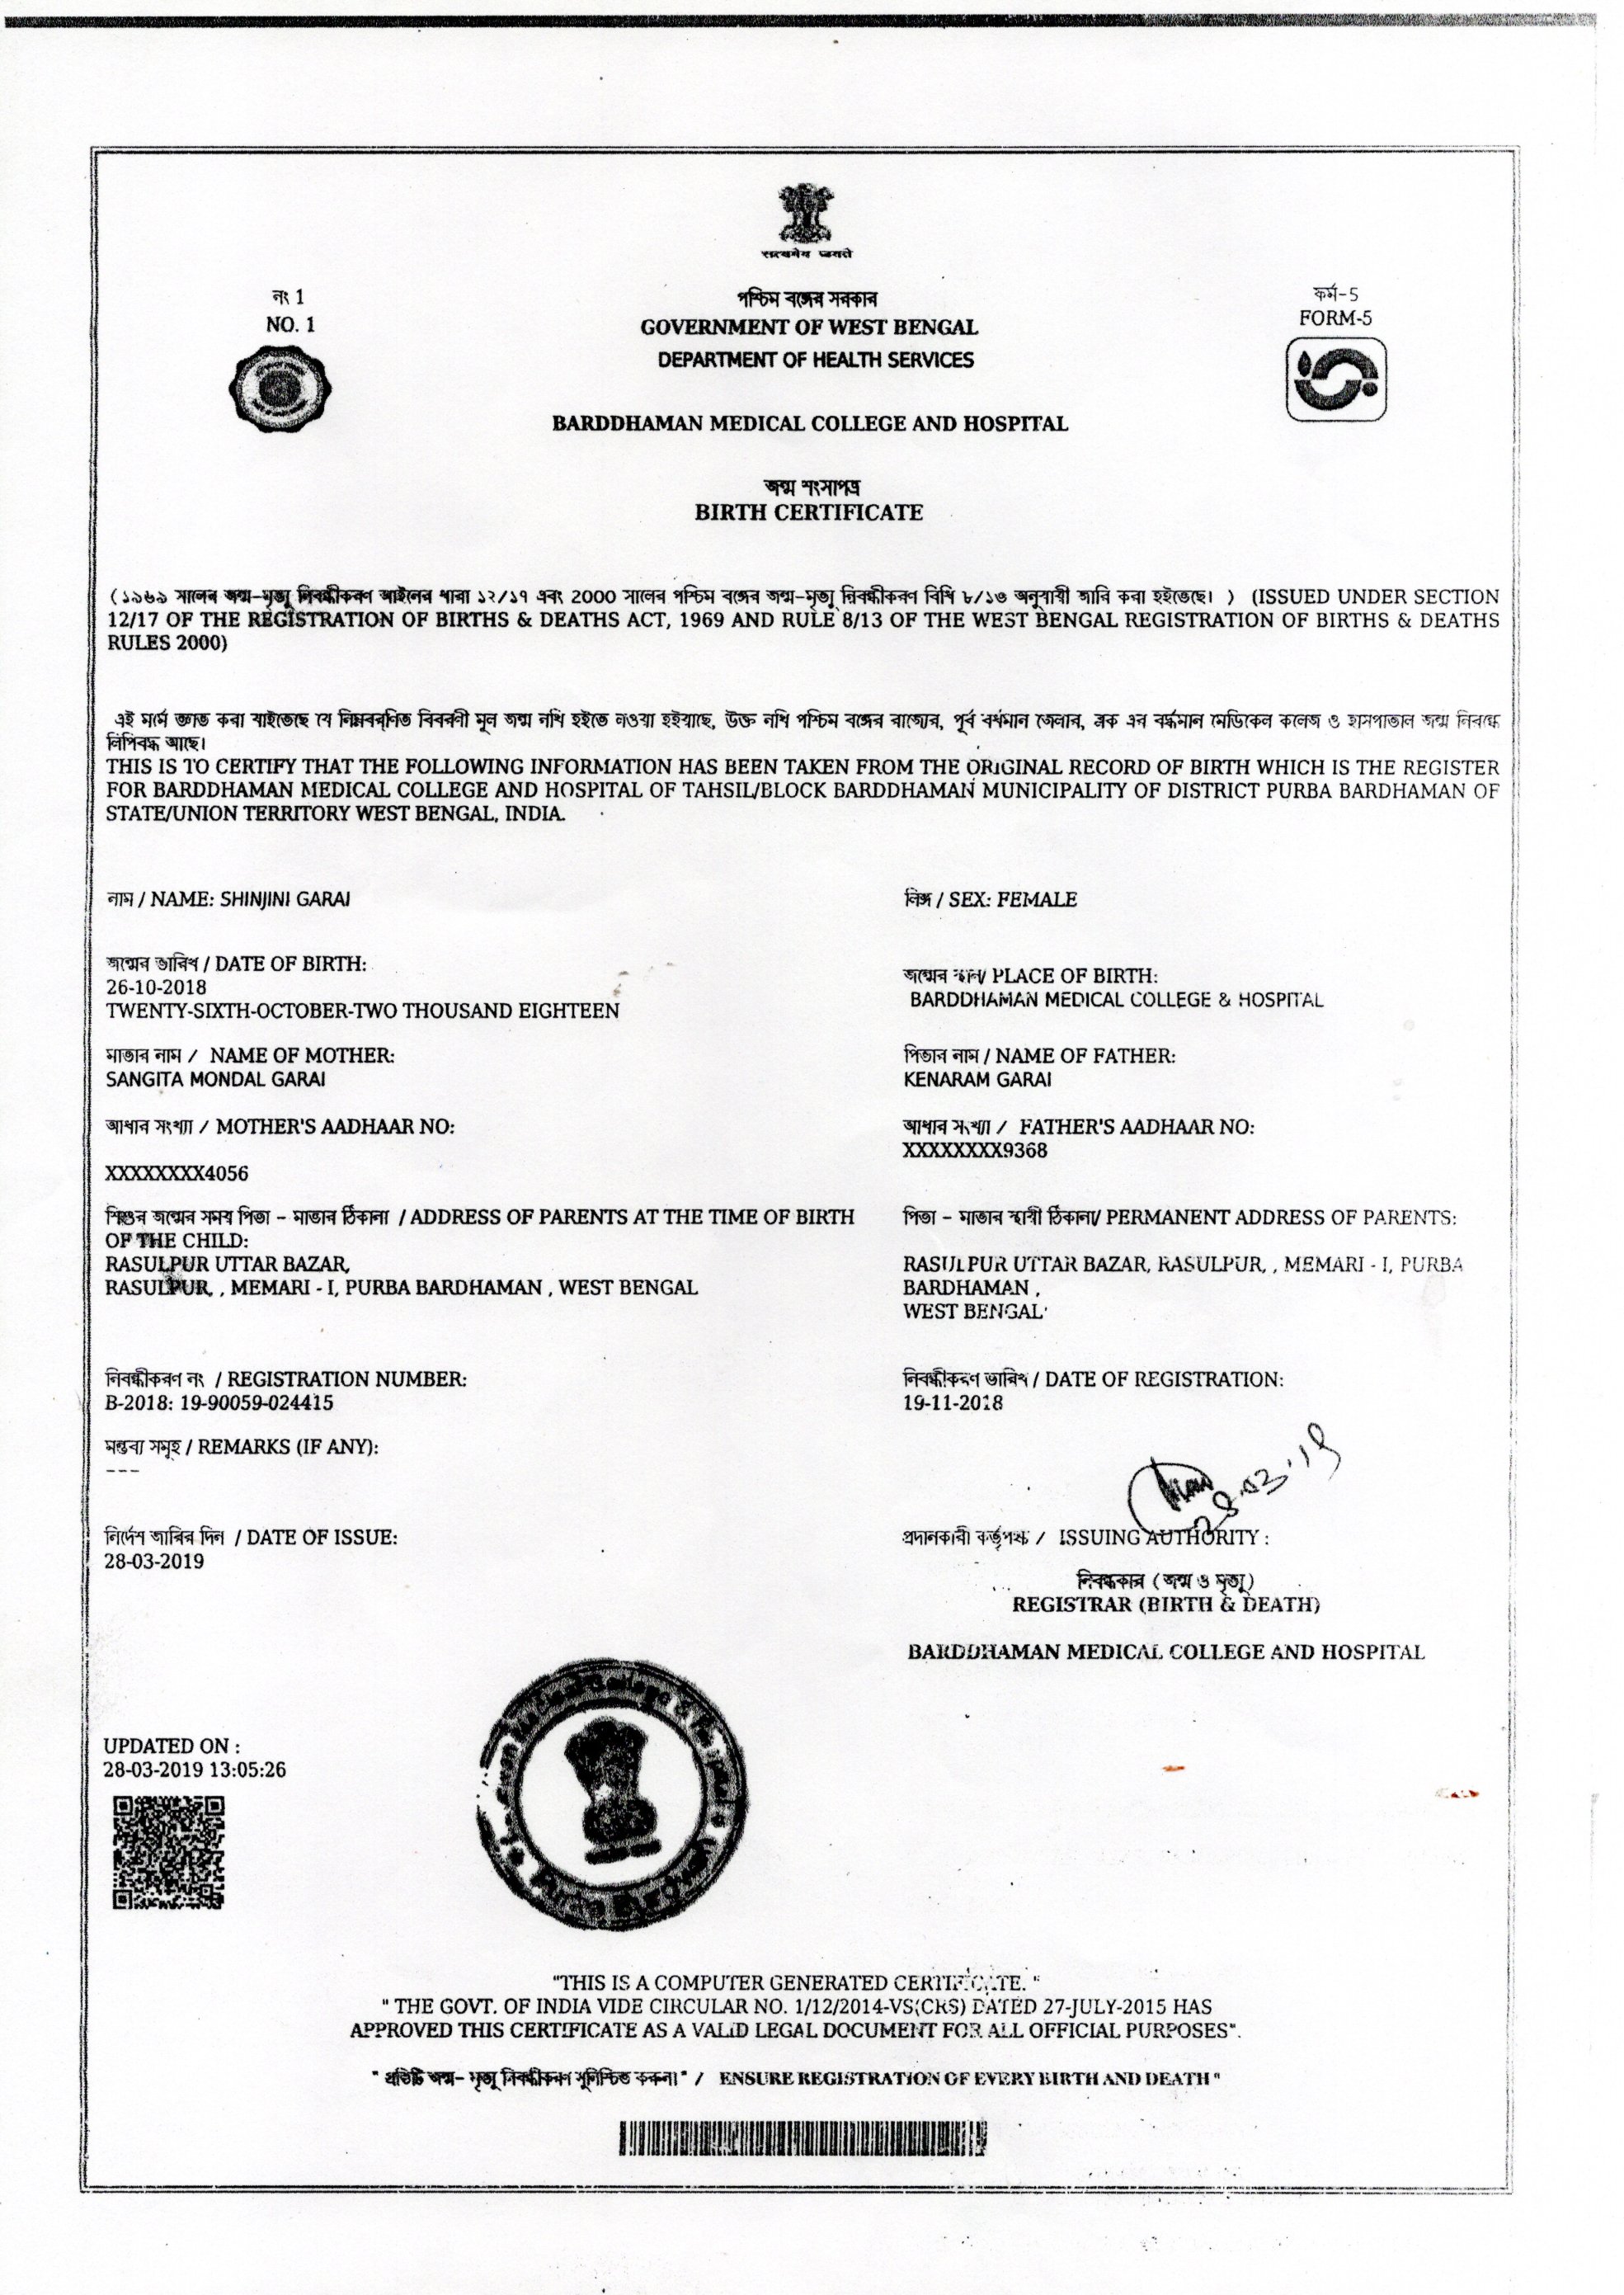 सत्यमेव जयते
নং 1
NO. 1
পশ্চিম বঙ্গের সরকার
GOVERNMENT OF WEST BENGAL
DEPARTMENT OF HEALTH SERVICES
ফর্ম-5
FORM-5
BARDDHAMAN MEDICAL COLLEGE AND HOSPITAL
জন্ম শংসাপত্র
BIRTH CERTIFICATE
(১৯৬৯ সালের জন্ম-মৃত্যু নিবন্ধীকরণ আইনের ধারা ১২/১৭ এবং 2000 সালের পশ্চিম বঙ্গের জন্ম-মৃত্যু নিবন্ধীকরণ বিধি ৮/১৩ অনুযায়ী জারি করা হইতেছে। ) (ISSUED UNDER SECTION
12/17 OF THE REGISTRATION OF BIRTHS & DEATHS ACT, 1969 AND RULE 8/13 OF THE WEST BENGAL REGISTRATION OF BIRTHS & DEATHS
RULES 2000)
এই মর্মে জ্ঞাত করা যাইতেছে যে নিম্নবর্ণিত বিবরণী মূল জন্ম নথি হইতে লওয়া হইয়াছে, উক্ত নথি পশ্চিম বঙ্গের রাজ্যের, পূর্ব বর্ধমান জেলার, ব্লক এর বর্দ্ধমান মেডিকেল কলেজ ও হাসপাতাল জন্ম নিবন্ধে
লিপিবদ্ধ আছে।
THIS IS TO CERTIFY THAT THE FOLLOWING INFORMATION HAS BEEN TAKEN FROM THE ORIGINAL RECORD OF BIRTH WHICH IS THE REGISTER
FOR BARDDHAMAN MEDICAL COLLEGE AND HOSPITAL OF TAHSIL/BLOCK BARDDHAMAN MUNICIPALITY OF DISTRICT PURBA BARDHAMAN OF
STATE/UNION TERRITORY WEST BENGAL, INDIA.
নাম / NAME: SHINJINI GARAI
লিঙ্গ / SEX: FEMALE
জন্মের তারিখ / DATE OF BIRTH:
26-10-2018
TWENTY-SIXTH-OCTOBER-TWO THOUSAND EIGHTEEN
জন্মের স্থান/ PLACE OF BIRTH:
BARDDHAMAN MEDICAL COLLEGE & HOSPITAL
মাতার নাম / NAME OF MOTHER:
SANGITA MONDAL GARAI
পিতার নাম / NAME OF FATHER:
KENARAM GARAI
আধার সংখ্যা / MOTHER'S AADHAAR NO:
XXXXXXXX4056
আধার সংখ্যা / FATHER'S AADHAAR NO:
XXXXXXXX9368
শিশুর জন্মের সময় পিতা - মাতার ঠিকানা / ADDRESS OF PARENTS AT THE TIME OF BIRTH
OF THE CHILD:
RASULPUR UTTAR BAZAR,
RASULPUR, , MEMARI - I, PURBA BARDHAMAN , WEST BENGAL
পিতা - মাতার স্থায়ী ঠিকানা/ PERMANENT ADDRESS OF PARENTS:
RASULPUR UTTAR BAZAR, RASULPUR, , MEMARI - I, PURBA
BARDHAMAN ,
WEST BENGAL
নিবন্ধীকরণ নং / REGISTRATION NUMBER:
B-2018: 19-90059-024415
নিবন্ধীকরণ তারিখ / DATE OF REGISTRATION:
19-11-2018
মন্তব্য সমূহ / REMARKS (IF ANY):
---
28.03.19
নির্দেশ জারির দিন / DATE OF ISSUE:
28-03-2019
প্রদানকারী কর্তৃপক্ষ / ISSUING AUTHORITY :
নিবন্ধকার (জন্ম ও মৃত্যু)
REGISTRAR (BIRTH & DEATH)
BARDDHAMAN MEDICAL COLLEGE AND HOSPITAL
UPDATED ON :
28-03-2019 13:05:26
"THIS IS A COMPUTER GENERATED CERTIFICATE. "
" THE GOVT. OF INDIA VIDE CIRCULAR NO. 1/12/2014-VS(CRS) DATED 27-JULY-2015 HAS
APPROVED THIS CERTIFICATE AS A VALID LEGAL DOCUMENT FOR ALL OFFICIAL PURPOSES".
" প্রতিটি জন্ম- মৃত্যু নিবন্ধীকরণ সুনিশ্চিত করুন।" / ENSURE REGISTRATION OF EVERY BIRTH AND DEATH "